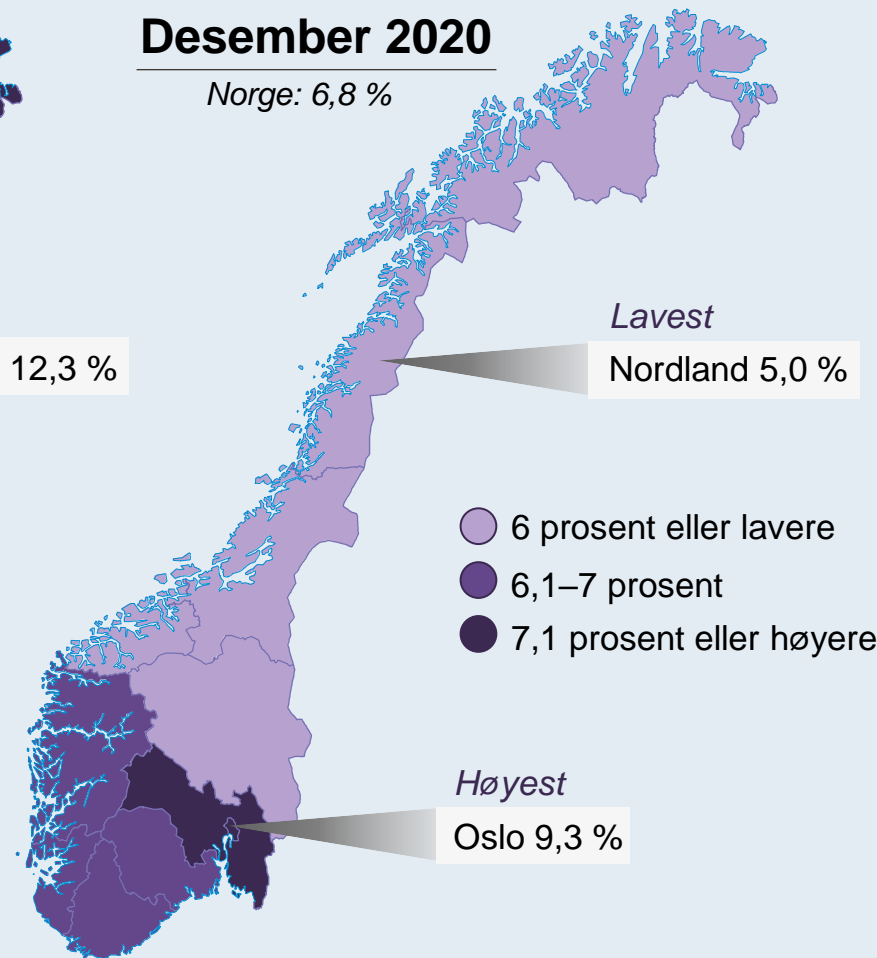 Desember 2020
Norge: 6,8 %
Lavest
Nordland 5,0 %
12,3 %
6 prosent eller lavere
6,1–7 prosent
7,1 prosent eller høyere
Høyest
Oslo 9,3 %